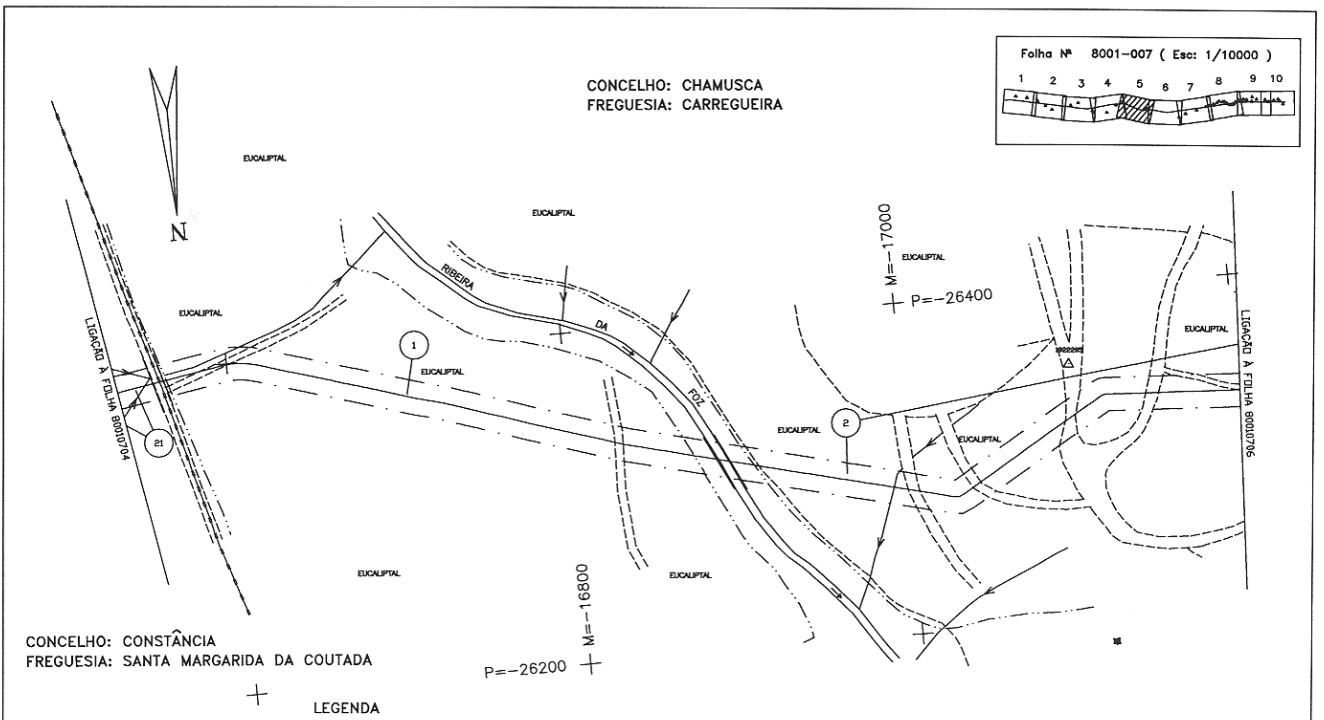 Folha Nª 8001-007 ( Esc: 1/10000 )
1 2 3 4 5 6 7 8 9 10
CONCELHO: CHAMUSCA
FREGUESIA: CARREGUEIRA
EUCALIPTAL
N
EUCALIPTAL
M=-17000
EUCALIPTAL
P=-26400
RIBEIRA
DA
FOZ
EUCALIPTAL
EUCALIPTAL
LIGAÇÃO À FOLHA 80010704
LIGAÇÃO À FOLHA 80010706
1
EUCALIPTAL
2
EUCALIPTAL
EUCALIPTAL
21
EUCALIPTAL
EUCALIPTAL
M=-16800
P=-26200
CONCELHO: CONSTÂNCIA
FREGUESIA: SANTA MARGARIDA DA COUTADA
LEGENDA